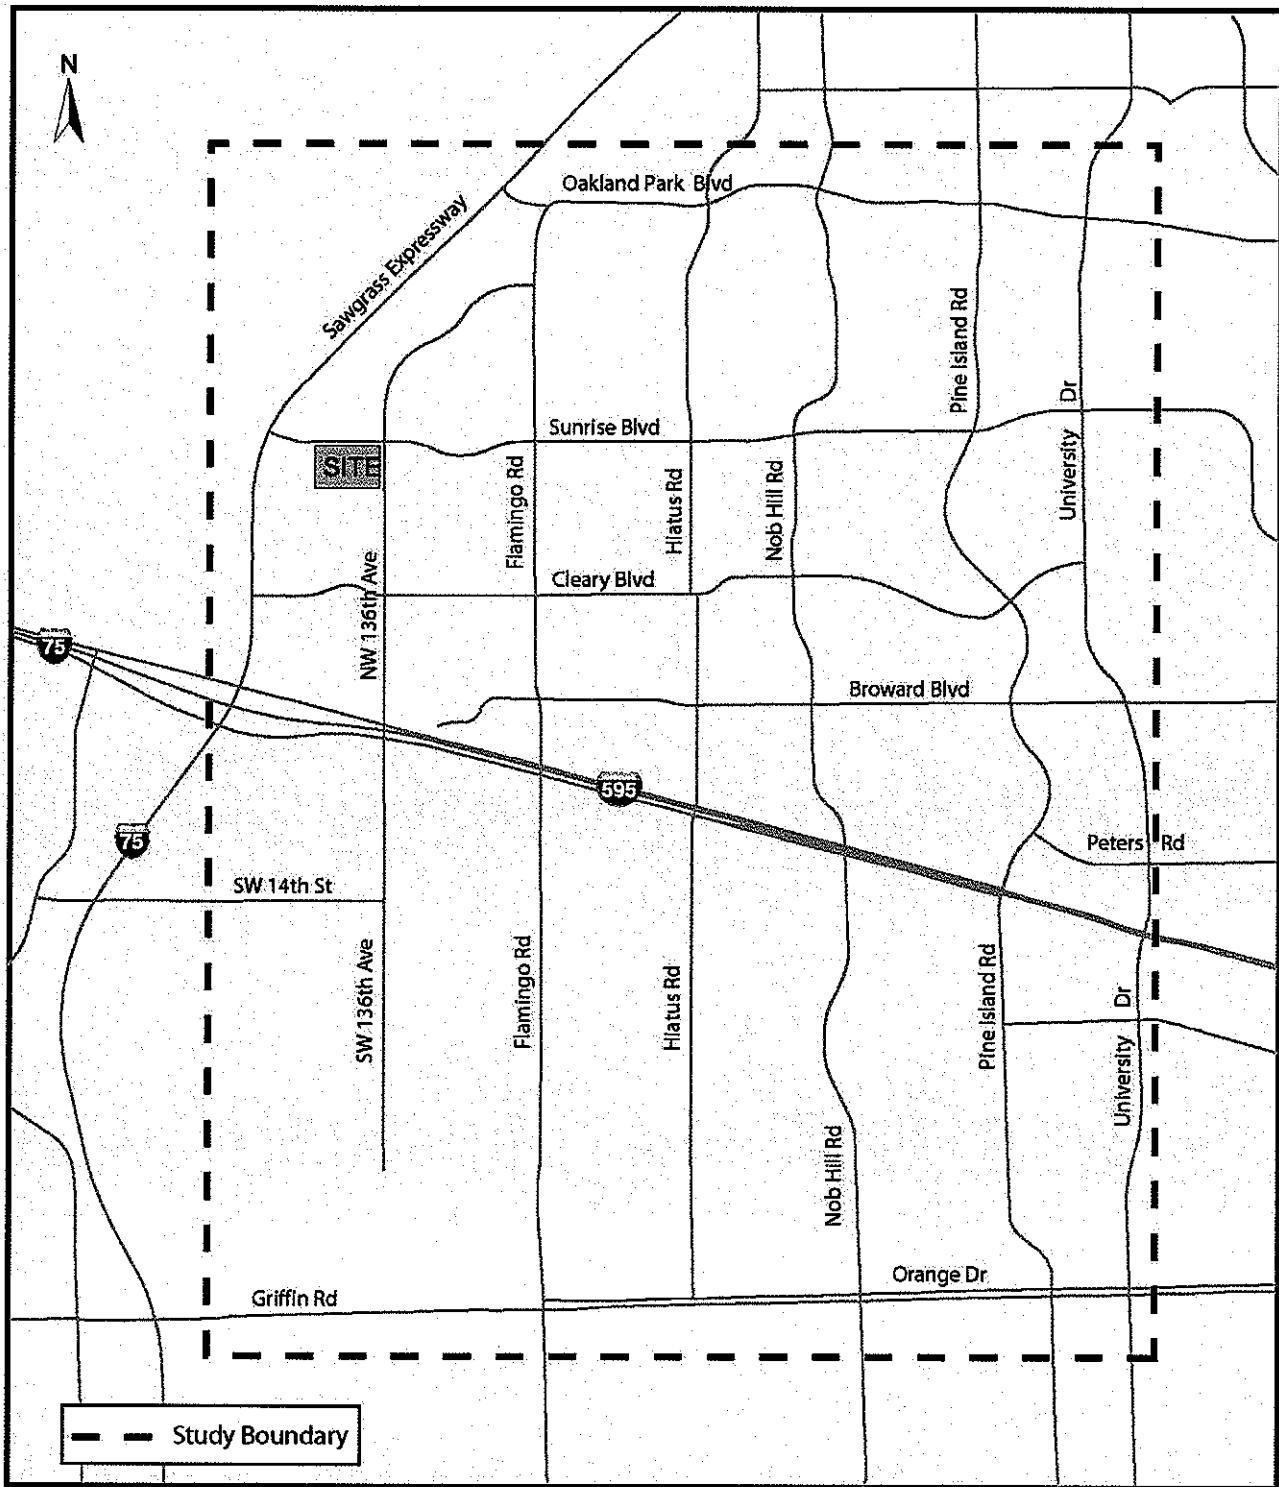 N
Oakland Park Blvd
Sawgrass Expressway
Pine Island Rd
University Dr
Sunrise Blvd
SITE
Flamingo Rd
Hiatus Rd
Nob Hill Rd
NW 136th Ave
Cleary Blvd
75
Broward Blvd
595
75
Peters Rd
SW 14th St
SW 136th Ave
Flamingo Rd
Hiatus Rd
Pine Island Rd
University Dr
Nob Hill Rd
Orange Dr
Griffin Rd
Study Boundary